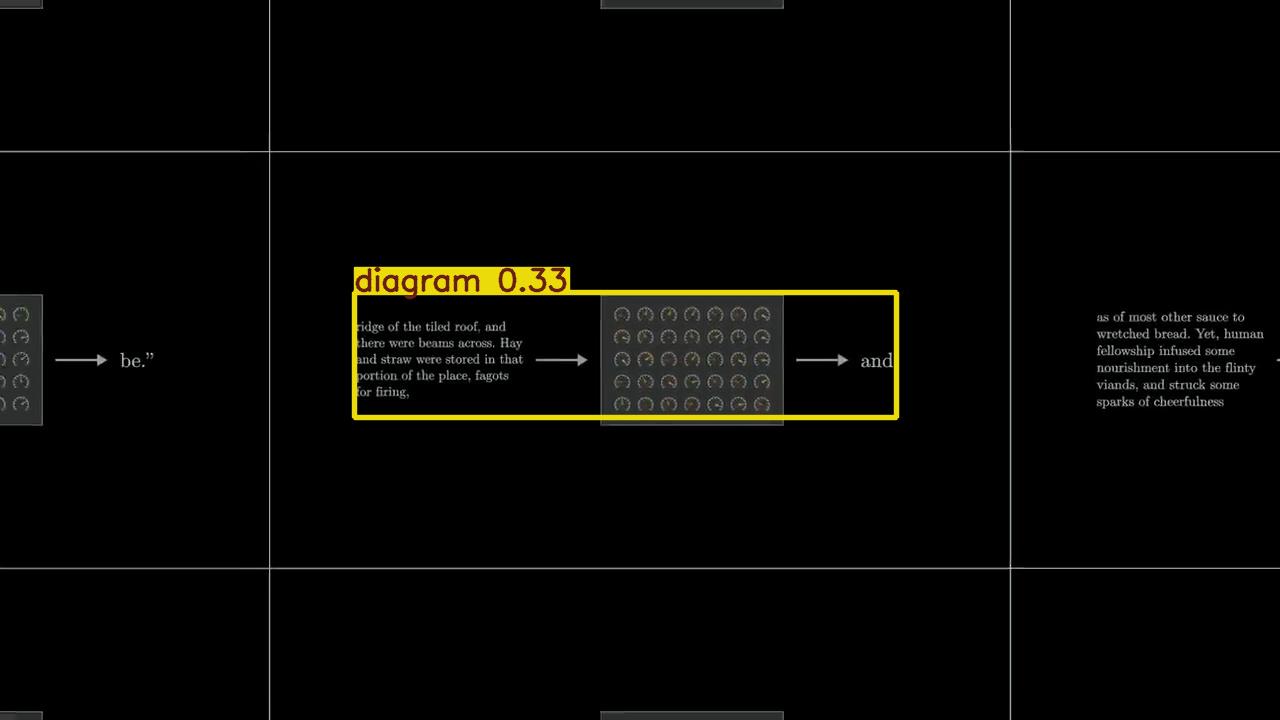 diagram 0.33
ridge of the tiled roof, and
there were beams across. Hay
and straw were stored in that
portion of the place, fagots
for firing,
and
be.”
as of most other sauce to
wretched bread. Yet, human
fellowship infused some
nourishment into the flinty
viands, and struck some
sparks of cheerfulness